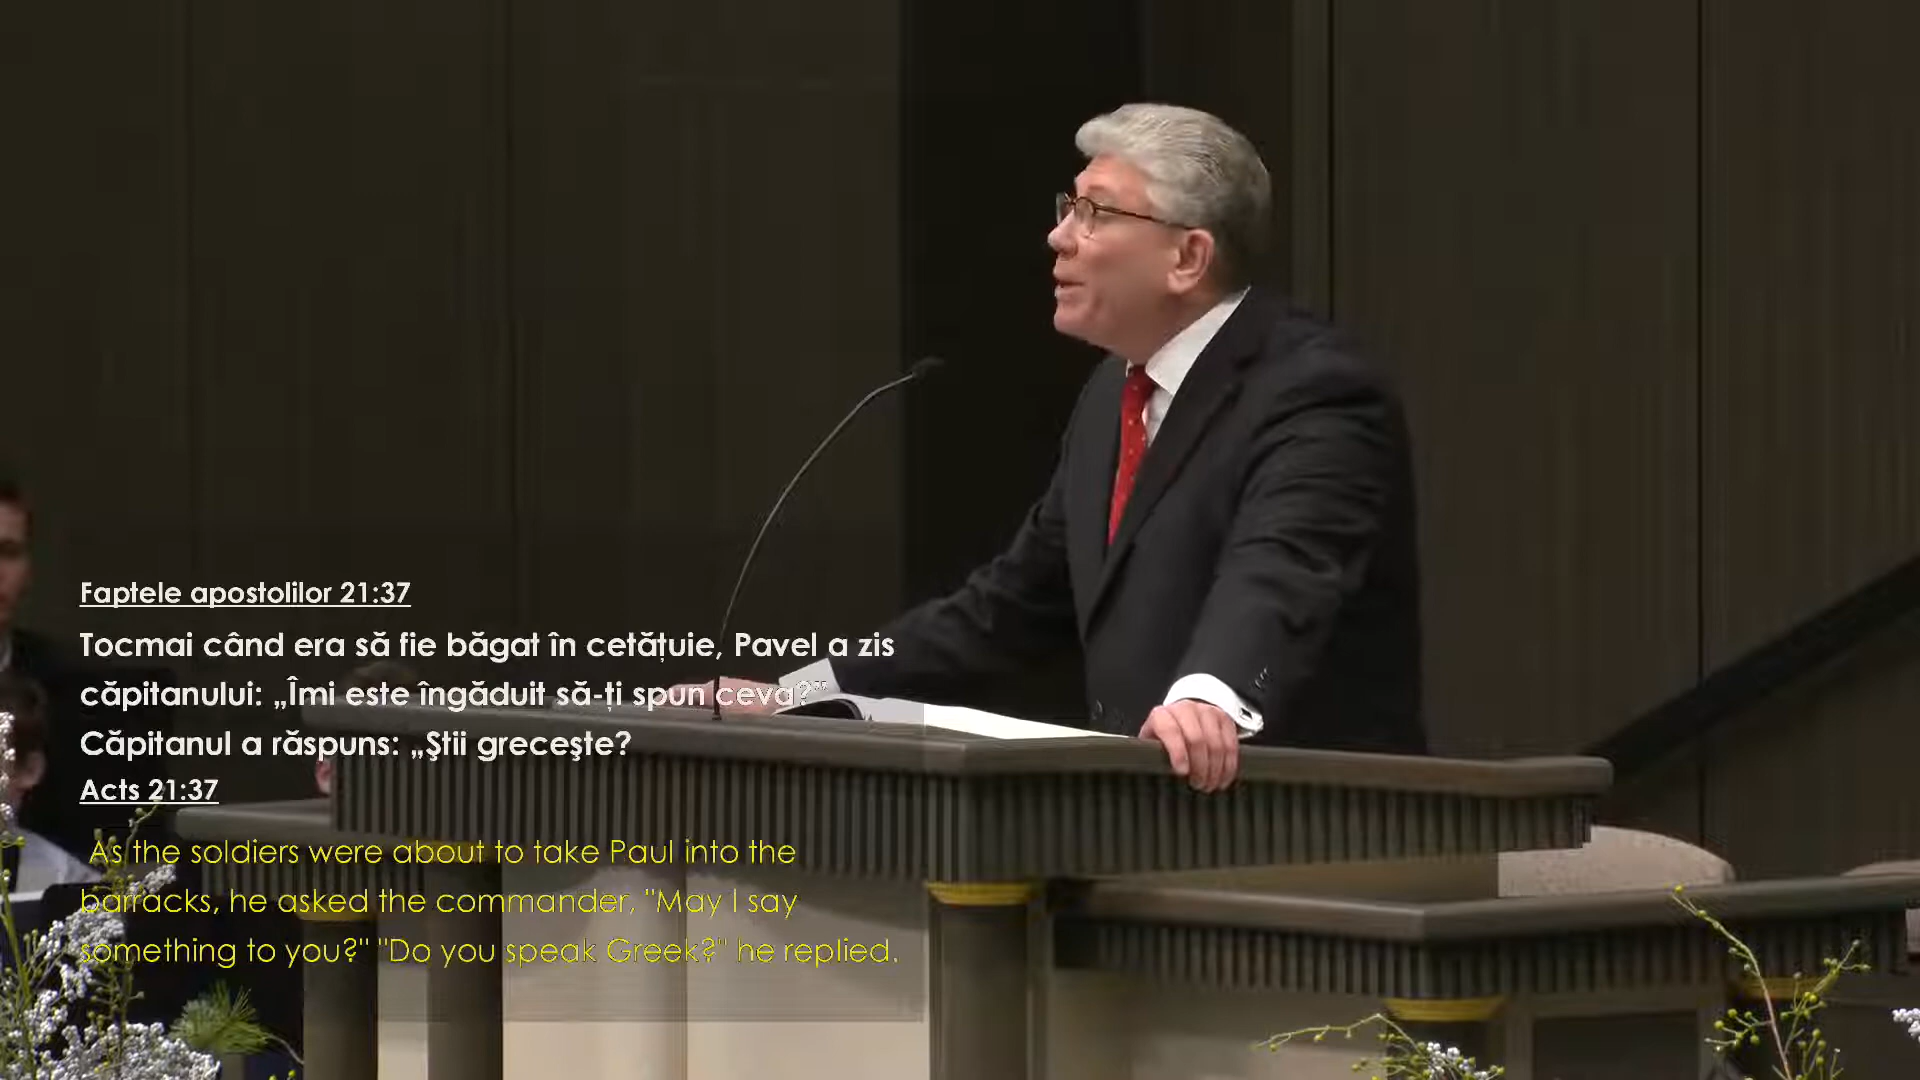 Faptele apostolilor 21:37
Tocmai când era să fie băgat în cetățuie, Pavel a zis
căpitanului: „Îmi este îngăduit să-ți spun ceva?”
Căpitanul a răspuns: „Ştii greceşte?
Acts 21:37
As the soldiers were about to take Paul into the
barracks, he asked the commander, "May I say
something to you?" "Do you speak Greek?" he replied.